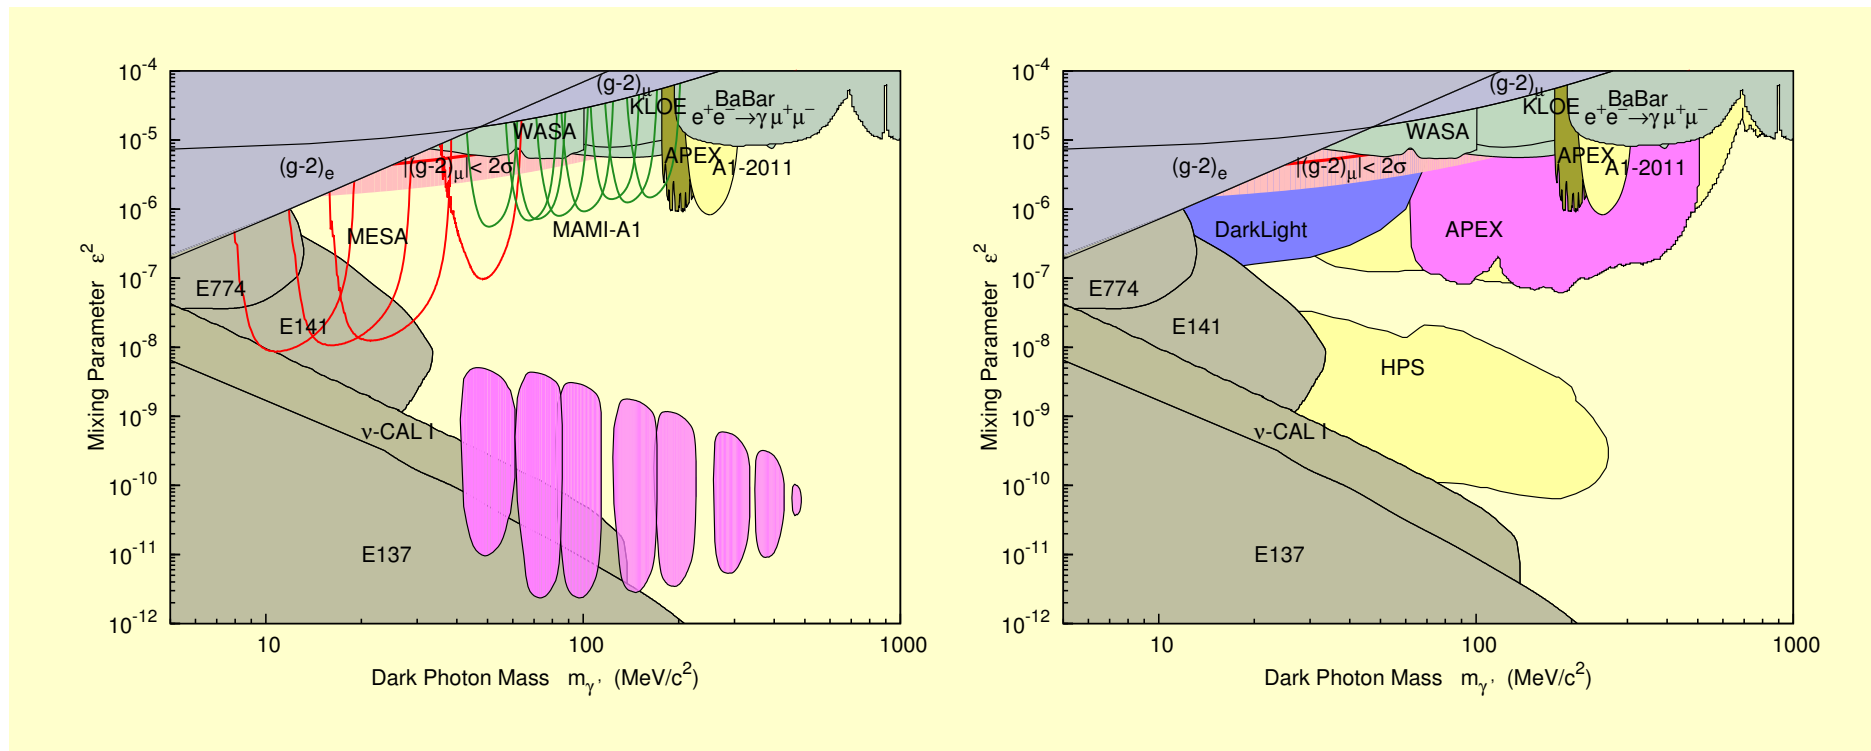 10⁻⁴
10⁻⁵
10⁻⁶
10⁻⁷
10⁻⁸
10⁻⁹
10⁻¹⁰
10⁻¹¹
10⁻¹²
Mixing Parameter ε²
10 100 1000
Dark Photon Mass m_γ' (MeV/c²)
(g-2)_μ
KLOE
BaBar
e⁺e⁻→γμ⁺μ⁻
WASA
APEX
A1-2011
(g-2)_e
|(g-2)_μ|< 2σ
MESA
MAMI-A1
E774
E141
ν-CAL I
E137
10⁻⁴
10⁻⁵
10⁻⁶
10⁻⁷
10⁻⁸
10⁻⁹
10⁻¹⁰
10⁻¹¹
10⁻¹²
Mixing Parameter ε²
10 100 1000
Dark Photon Mass m_γ' (MeV/c²)
(g-2)_μ
KLOE
BaBar
e⁺e⁻→γμ⁺μ⁻
WASA
APEX
A1-2011
(g-2)_e
|(g-2)_μ|< 2σ
DarkLight
APEX
E774
E141
HPS
ν-CAL I
E137